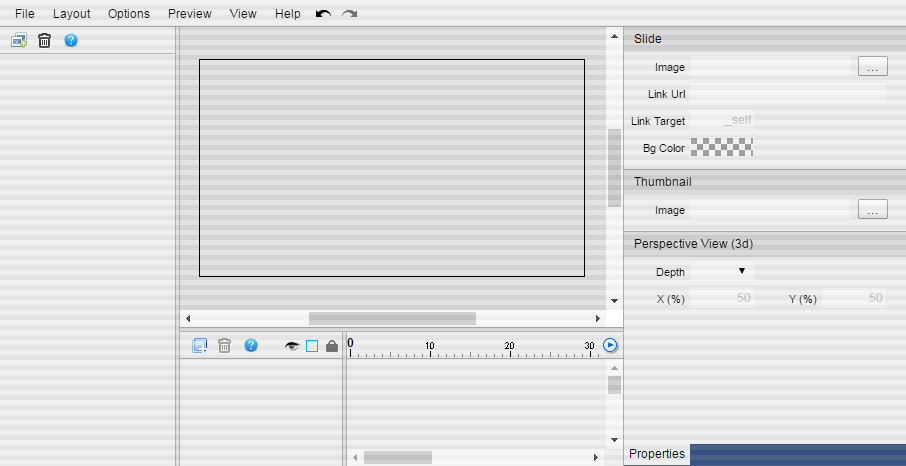 File Layout Options Preview View Help
Slide
Image ...
Link Url
Link Target _self
Bg Color
Thumbnail
Image ...
Perspective View (3d)
Depth
X (%) 50 Y (%) 50
0 10 20 30
Properties